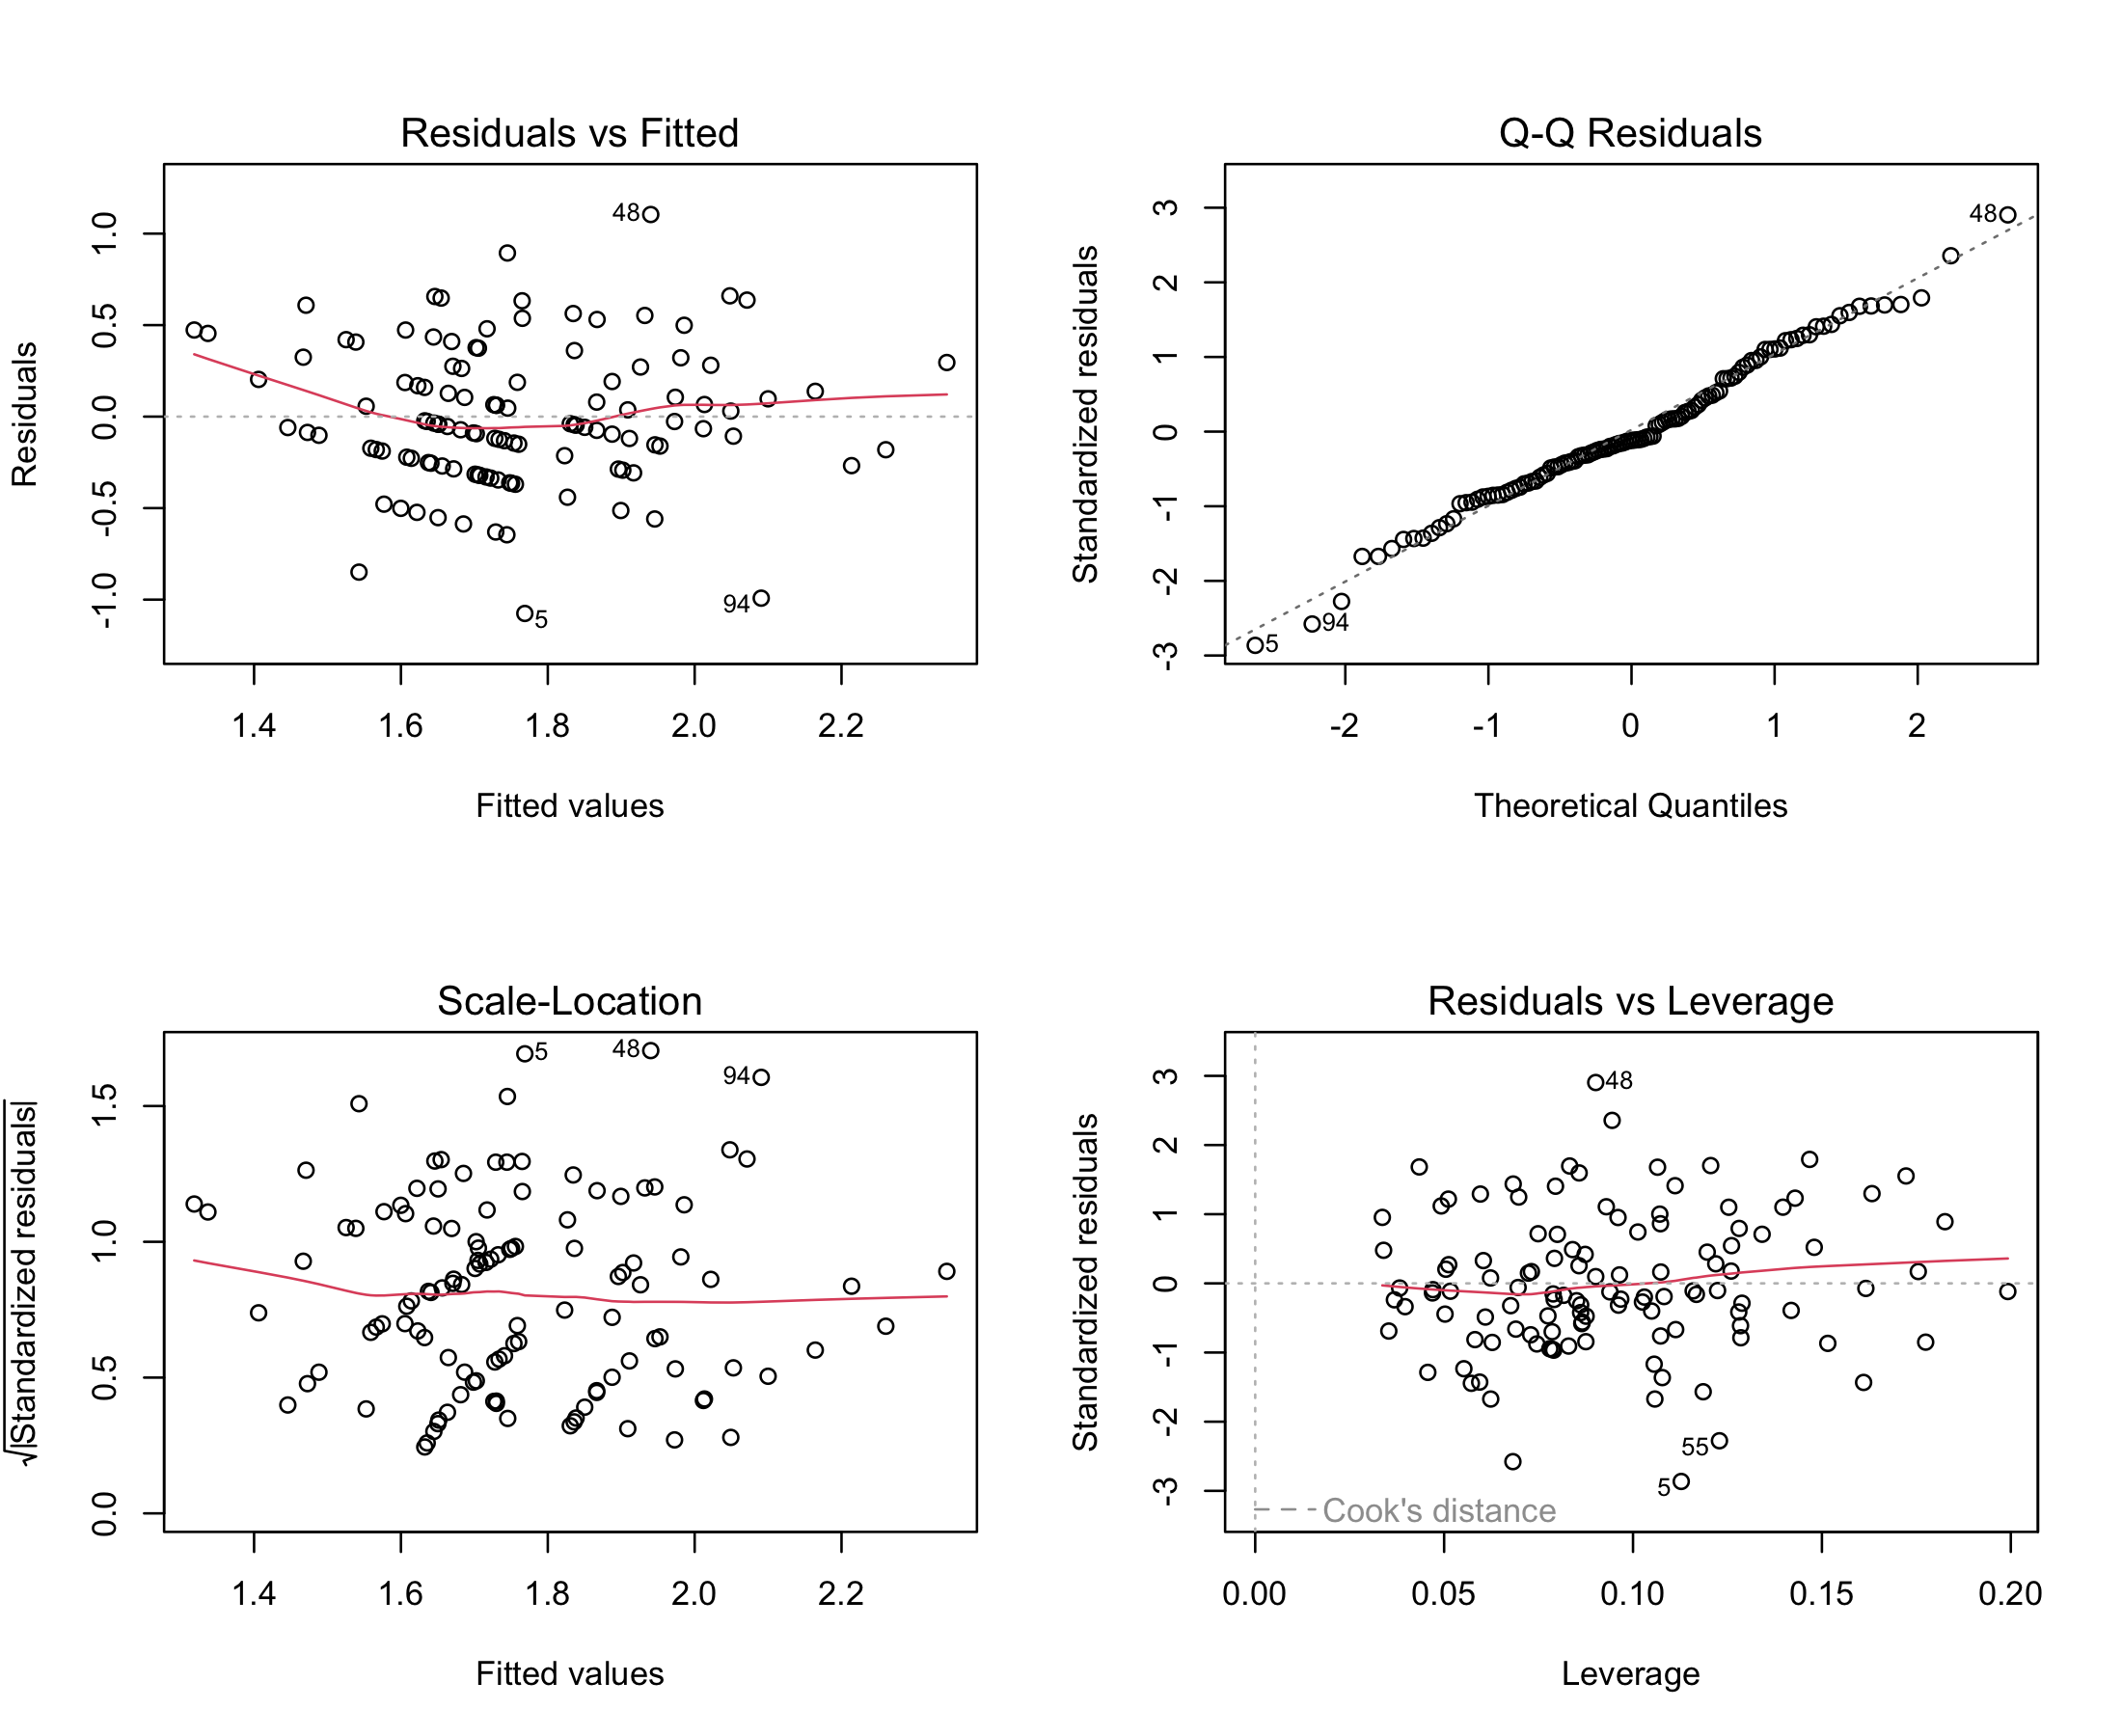 Residuals vs Fitted
Residuals
1.0
0.5
0.0
-0.5
-1.0
48
94
5
1.4 1.6 1.8 2.0 2.2
Fitted values
Q-Q Residuals
Standardized residuals
3
2
1
0
-1
-2
-3
48
94
5
-2 -1 0 1 2
Theoretical Quantiles
Scale-Location
√|Standardized residuals|
1.5
1.0
0.5
0.0
5
48
94
1.4 1.6 1.8 2.0 2.2
Fitted values
Residuals vs Leverage
Standardized residuals
3
2
1
0
-1
-2
-3
48
55
5
Cook's distance
0.00 0.05 0.10 0.15 0.20
Leverage